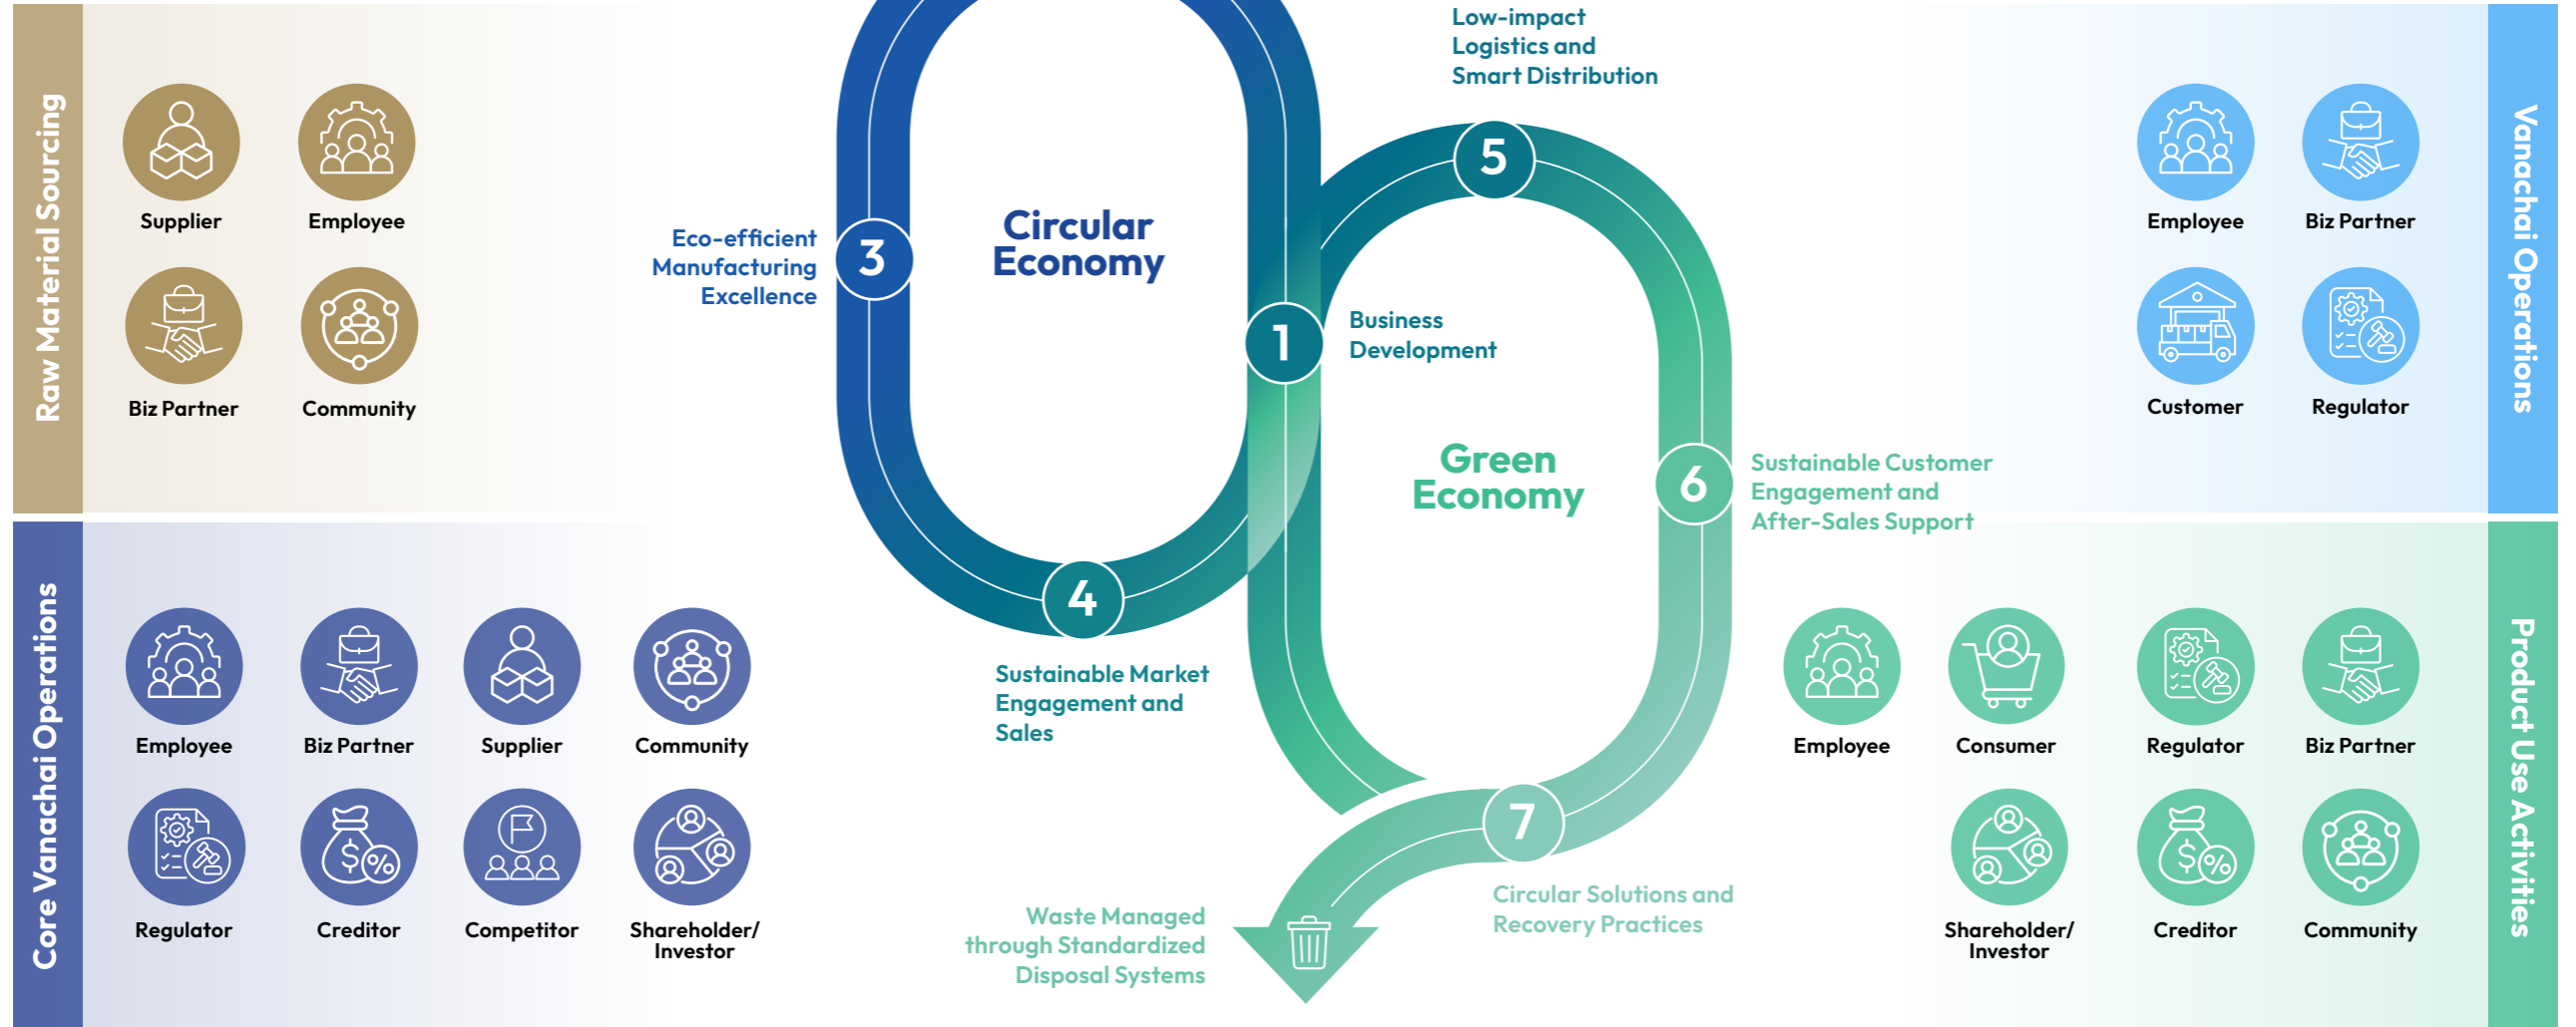 Raw Material Sourcing
Supplier
Employee
Biz Partner
Community
Core Vanachai Operations
Employee
Biz Partner
Supplier
Community
Regulator
Creditor
Competitor
Shareholder/
Investor
Circular
Economy
Green
Economy
1
Business
Development
3
Eco-efficient
Manufacturing
Excellence
4
Sustainable Market
Engagement and
Sales
5
Low-impact
Logistics and
Smart Distribution
6
Sustainable Customer
Engagement and
After-Sales Support
7
Circular Solutions and
Recovery Practices
Waste Managed
through Standardized
Disposal Systems
Vanachai Operations
Employee
Biz Partner
Customer
Regulator
Product Use Activities
Employee
Consumer
Regulator
Biz Partner
Shareholder/
Investor
Creditor
Community
$
%
$
%